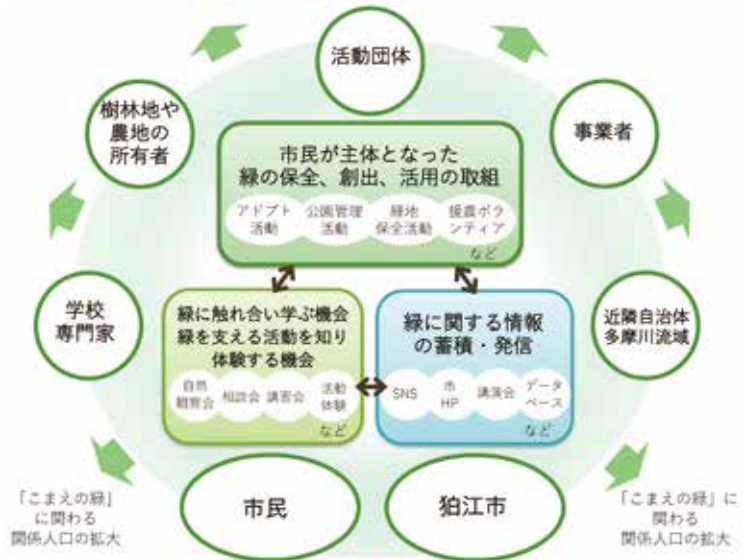 活動団体
樹林地や
農地の
所有者
事業者
市民が主体となった
緑の保全、創出、活用の取組
アドプト
活動
公園管理
活動
緑地
保全活動
援農ボラ
ンティア
など
学校
専門家
近隣自治体
多摩川流域
緑に触れ合い学ぶ機会
緑を支える活動を知り
体験する機会
自然
観察会
相談会
講習会
活動
体験
など
緑に関する情報
の蓄積・発信
SNS
市
HP
講演会
データ
ベース
など
市民
狛江市
「こまえの緑」
に関わる
関係人口の拡大
「こまえの緑」に
関わる
関係人口の拡大